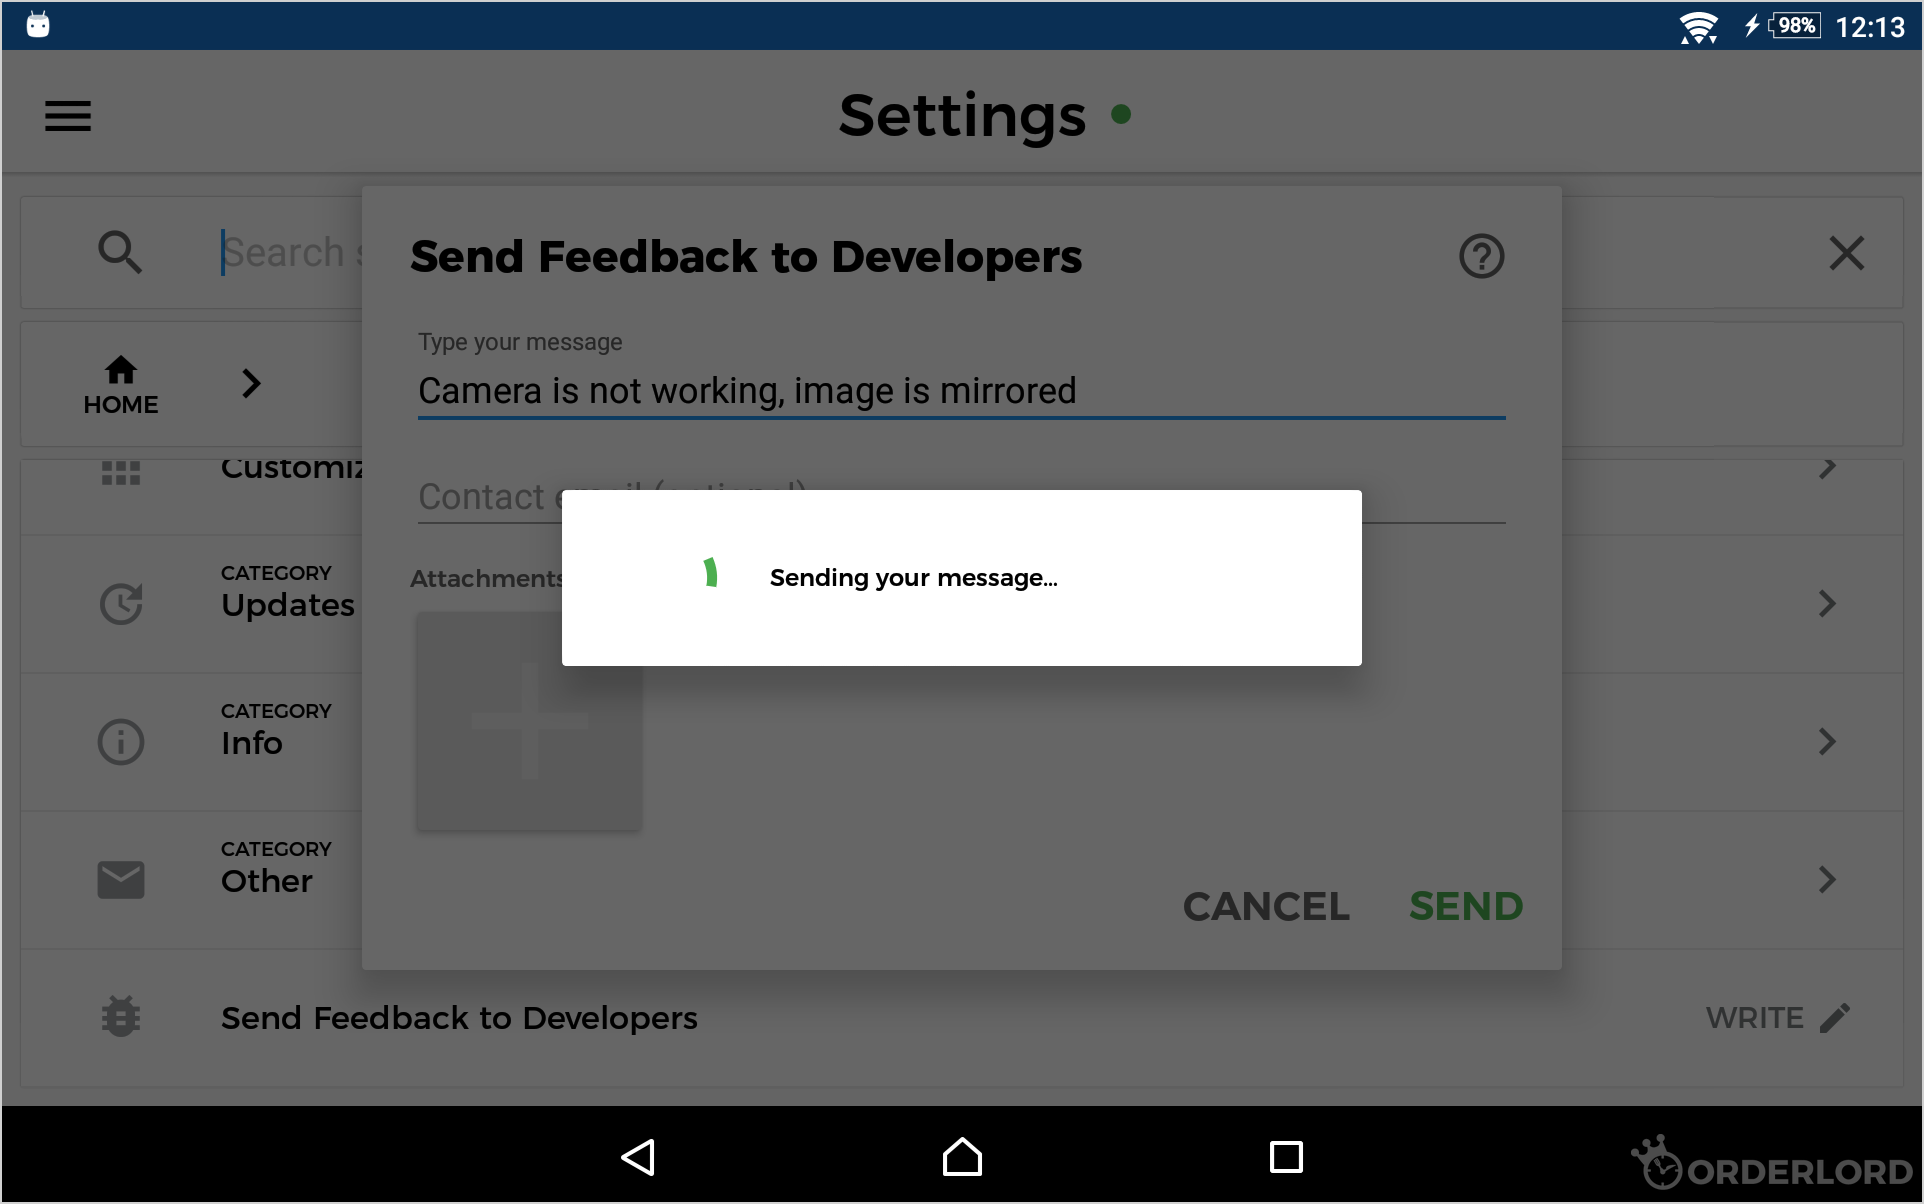 98% 12:13
Settings
Search s
Send Feedback to Developers
Type your message
Camera is not working, image is mirrored
HOME
Customiz
Contact email (optional)
CATEGORY
Updates
Attachments
Sending your message...
CATEGORY
Info
CATEGORY
Other
CANCEL SEND
Send Feedback to Developers
WRITE
ORDERLORD